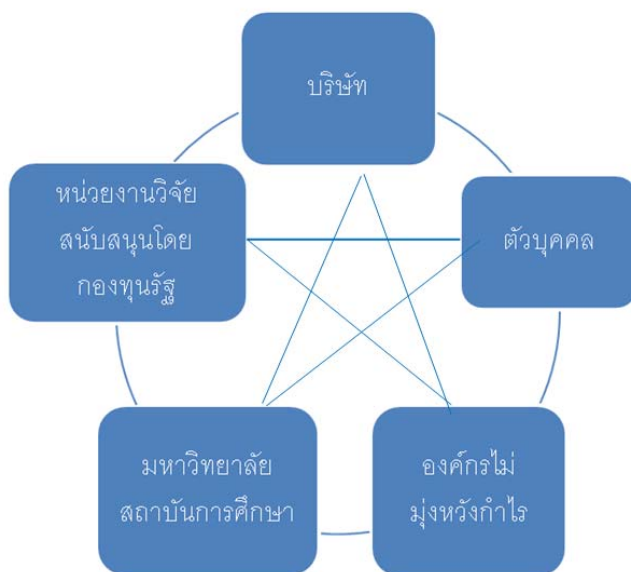 บริษัท
หน่วยงานวิจัย
สนับสนุนโดย
กองทุนรัฐ
ตัวบุคคล
มหาวิทยาลัย
สถาบันการศึกษา
องค์กรไม่
มุ่งหวังกำไร